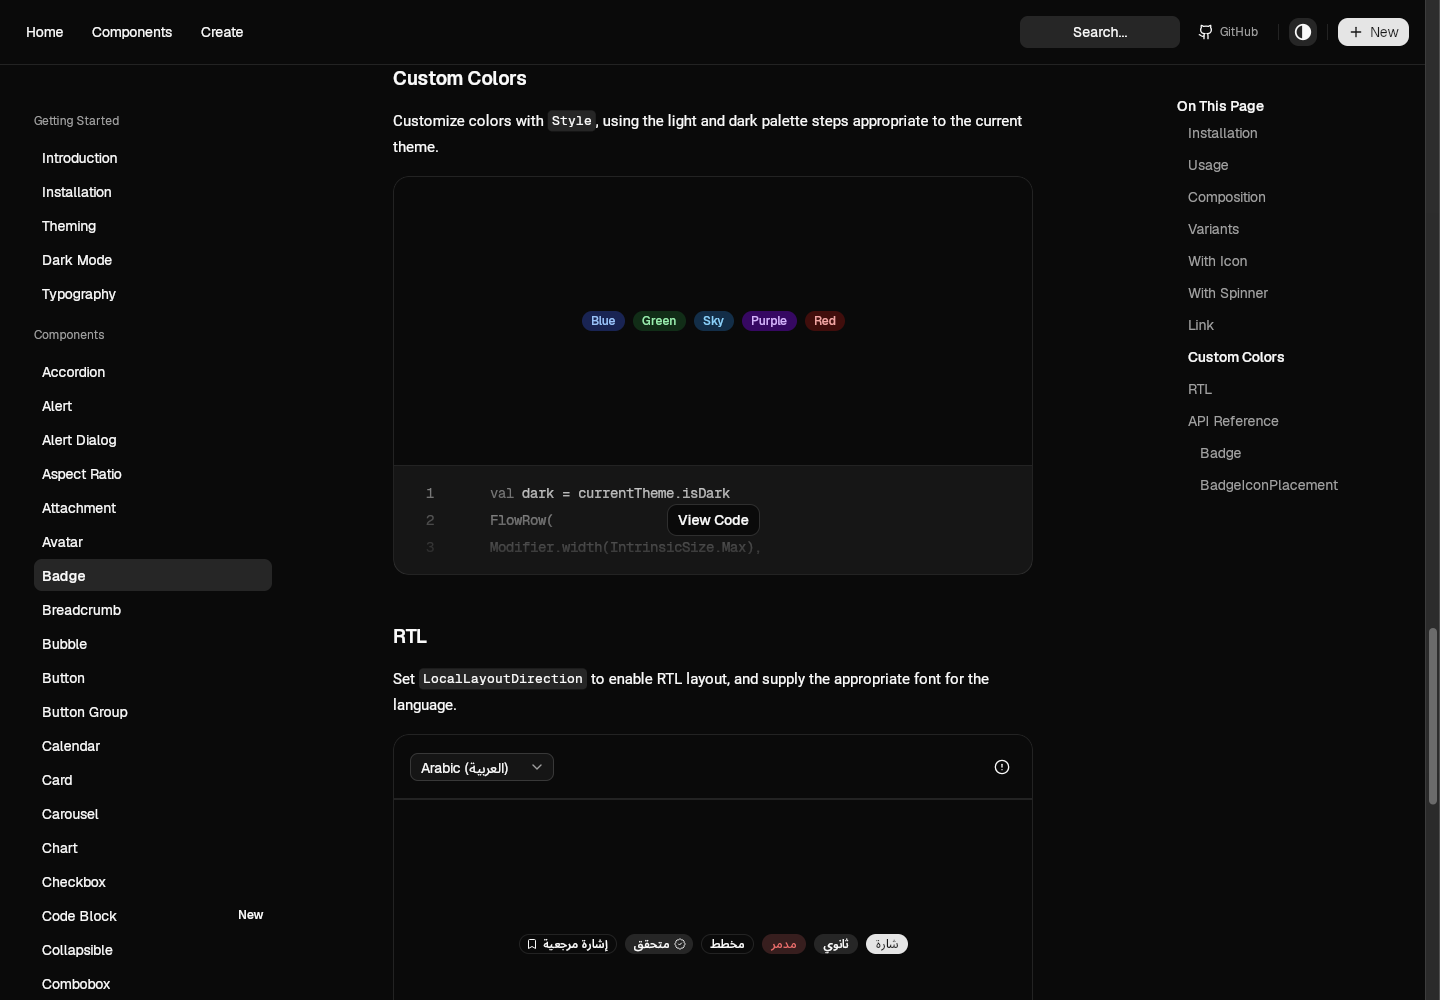 Home
Components
Create
Search...
GitHub
New
Getting Started
Introduction
Installation
Theming
Dark Mode
Typography
Components
Accordion
Alert
Alert Dialog
Aspect Ratio
Attachment
Avatar
Badge
Breadcrumb
Bubble
Button
Button Group
Calendar
Card
Carousel
Chart
Checkbox
Code Block
New
Collapsible
Combobox
Custom Colors
Customize colors with Style, using the light and dark palette steps appropriate to the current
theme.
Blue
Green
Sky
Purple
Red
1 val dark = currentTheme.isDark
2 FlowRow(
View Code
3 Modifier.width(IntrinsicSize.Max),
RTL
Set LocalLayoutDirection to enable RTL layout, and supply the appropriate font for the
language.
Arabic (العربية)
شارة
ثانوي
مدمر
مخطط
متحقق
إشارة مرجعية
On This Page
Installation
Usage
Composition
Variants
With Icon
With Spinner
Link
Custom Colors
RTL
API Reference
Badge
BadgeIconPlacement